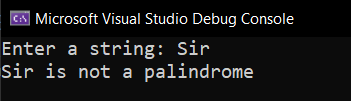 Microsoft Visual Studio Debug Console
Enter a string: Sir
Sir is not a palindrome